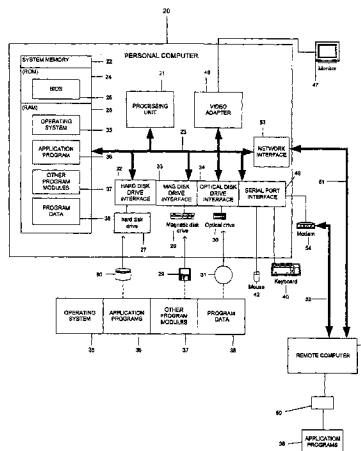 20
PERSONAL COMPUTER
SYSTEM MEMORY
22
(ROM)
24
BIOS
26
(RAM)
25
OPERATING
SYSTEM
35
APPLICATION
PROGRAM
36
OTHER
PROGRAM
MODULES
37
PROGRAM
DATA
38
21
PROCESSING
UNIT
48
VIDEO
ADAPTER
Monitor
47
53
NETWORK
INTERFACE
23
32
33
34
HARD DISK
DRIVE
INTERFACE
MAG DISK
DRIVE
INTERFACE
OPTICAL DISK
DRIVE
INTERFACE
SERIAL PORT
INTERFACE
46
51
hard disk
drive
27
Magnetic disk
drive
28
Optical drive
30
54
Modem
60
29
31
Mouse
42
Keyboard
40
52
OPERATING
SYSTEM
APPLICATION
PROGRAMS
OTHER
PROGRAM
MODULES
PROGRAM
DATA
35
36
37
38
REMOTE COMPUTER
50
APPLICATION
PROGRAMS
36